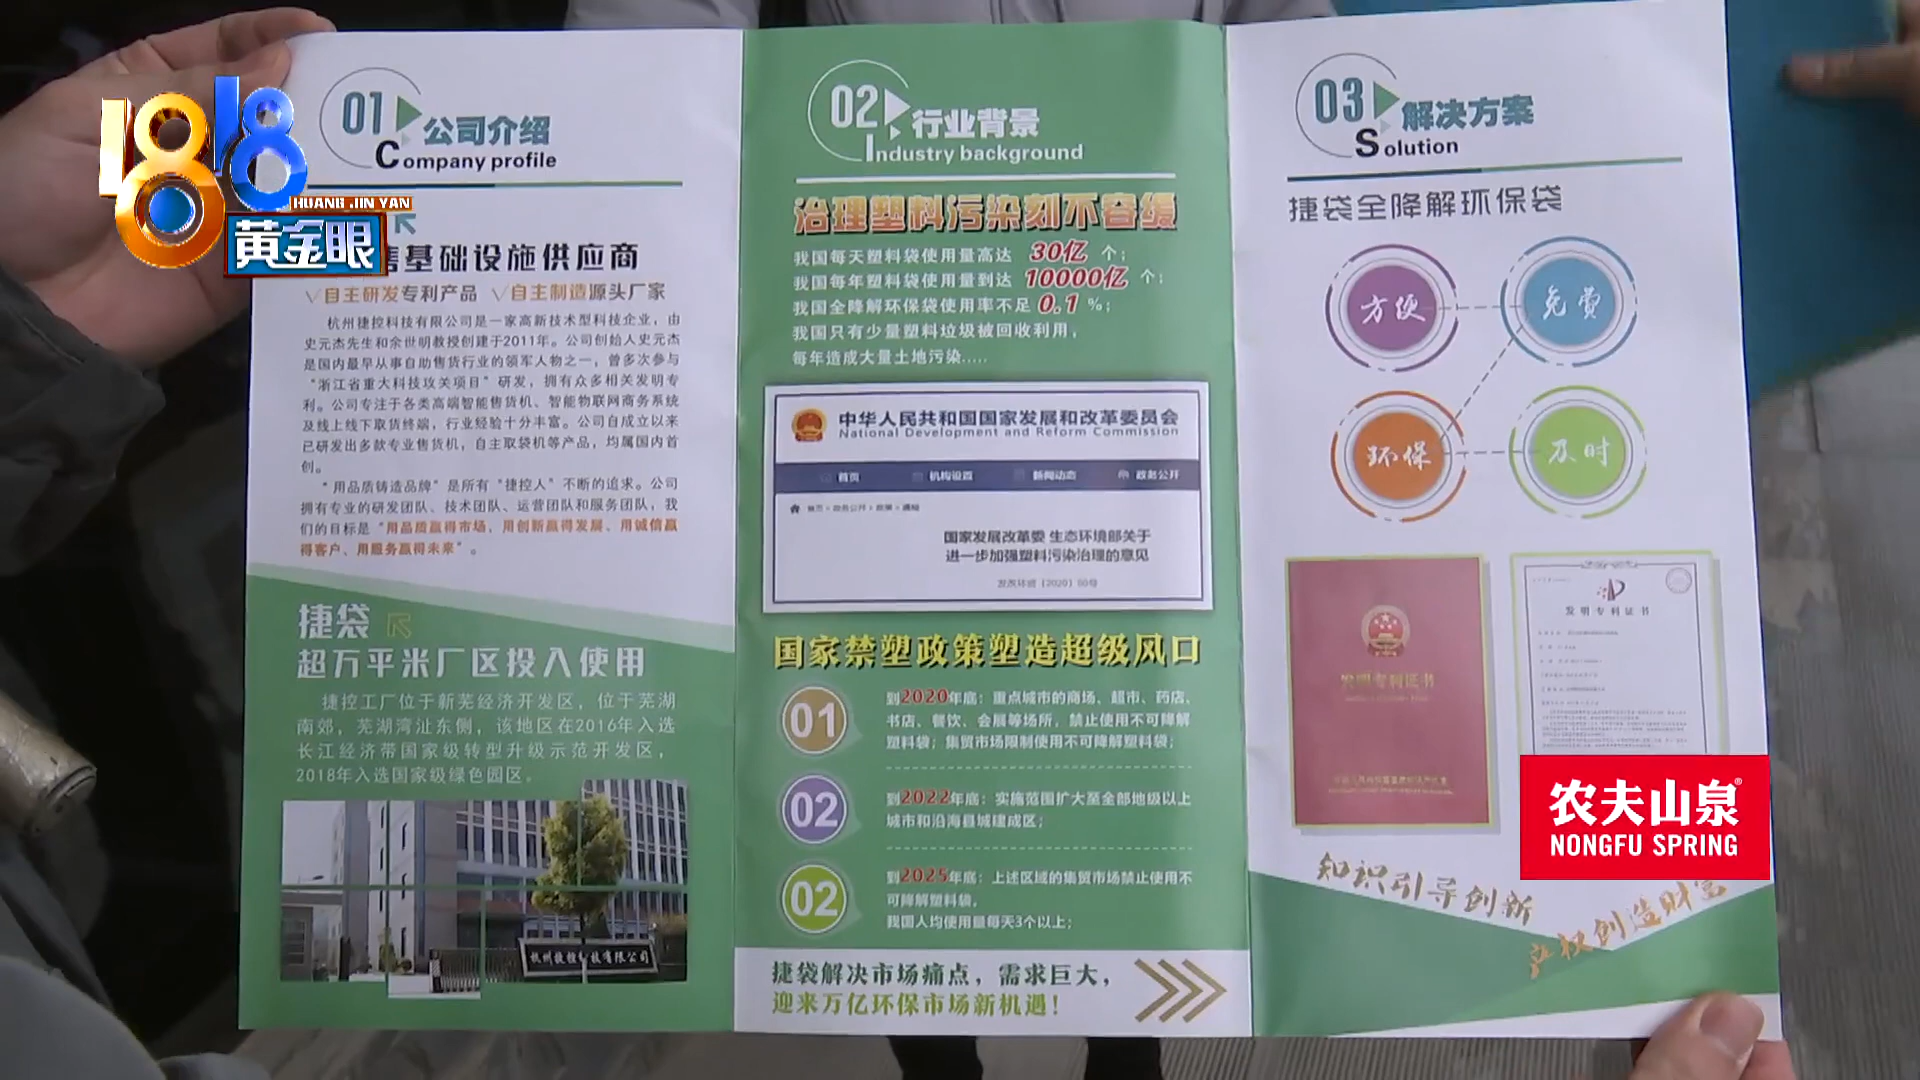 1818
HUANG JIN YAN
黄金眼
01 公司介绍
Company profile
售基础设施供应商
√自主研发专利产品 √自主制造源头厂家
杭州捷控科技有限公司是一家高新技术型科技企业，由
史元杰先生和余世明教授创建于2011年。公司创始人史元杰
是国内最早从事自助售货行业的领军人物之一，曾多次参与
“浙江省重大科技攻关项目”研发，拥有众多相关发明专
利。公司专注于各类高端智能售货机、智能物联网商务系统
及线上线下取货终端，行业经验十分丰富。公司自成立以来
已研发出多款专业售货机，自主取袋机等产品，均属国内首
创。
“用品质铸造品牌”是所有“捷控人”不断的追求。公司
拥有专业的研发团队、技术团队、运营团队和服务团队，我
们的目标是“用品质赢得市场，用创新赢得发展、用诚信赢
得客户、用服务赢得未来”。
捷袋
超万平米厂区投入使用
捷控工厂位于新芜经济开发区，位于芜湖
南郊，芜湖湾沚东侧，该地区在2016年入选
长江经济带国家级转型升级示范开发区，
2018年入选国家级绿色园区。
杭州捷控科技有限公司
02 行业背景
Industry background
治理塑料污染刻不容缓
我国每天塑料袋使用量高达 30亿 个；
我国每年塑料袋使用量到达 10000亿 个；
我国全降解环保袋使用率不足 0.1 %；
我国只有少量塑料垃圾被回收利用，
每年造成大量土地污染.....
中华人民共和国国家发展和改革委员会
National Development and Reform Commission
首页 机构设置 新闻动态 政务公开
首页 > 政务公开 > 政策 > 通知
国家发展改革委 生态环境部关于
进一步加强塑料污染治理的意见
发改环资〔2020〕80号
国家禁塑政策塑造超级风口
01
到2020年底：重点城市的商场、超市、药店、
书店、餐饮、会展等场所，禁止使用不可降解
塑料袋；集贸市场限制使用不可降解塑料袋；
02
到2022年底：实施范围扩大至全部地级以上
城市和沿海县城建成区；
02
到2025年底：上述区域的集贸市场禁止使用不
可降解塑料袋，
我国人均使用量每天3个以上；
捷袋解决市场痛点，需求巨大，
迎来万亿环保市场新机遇！
03 解决方案
Solution
捷袋全降解环保袋
方便
免费
环保
及时
发明专利证书
发明专利证书
农夫山泉®
NONGFU SPRING
知识引导创新
产权创造财富